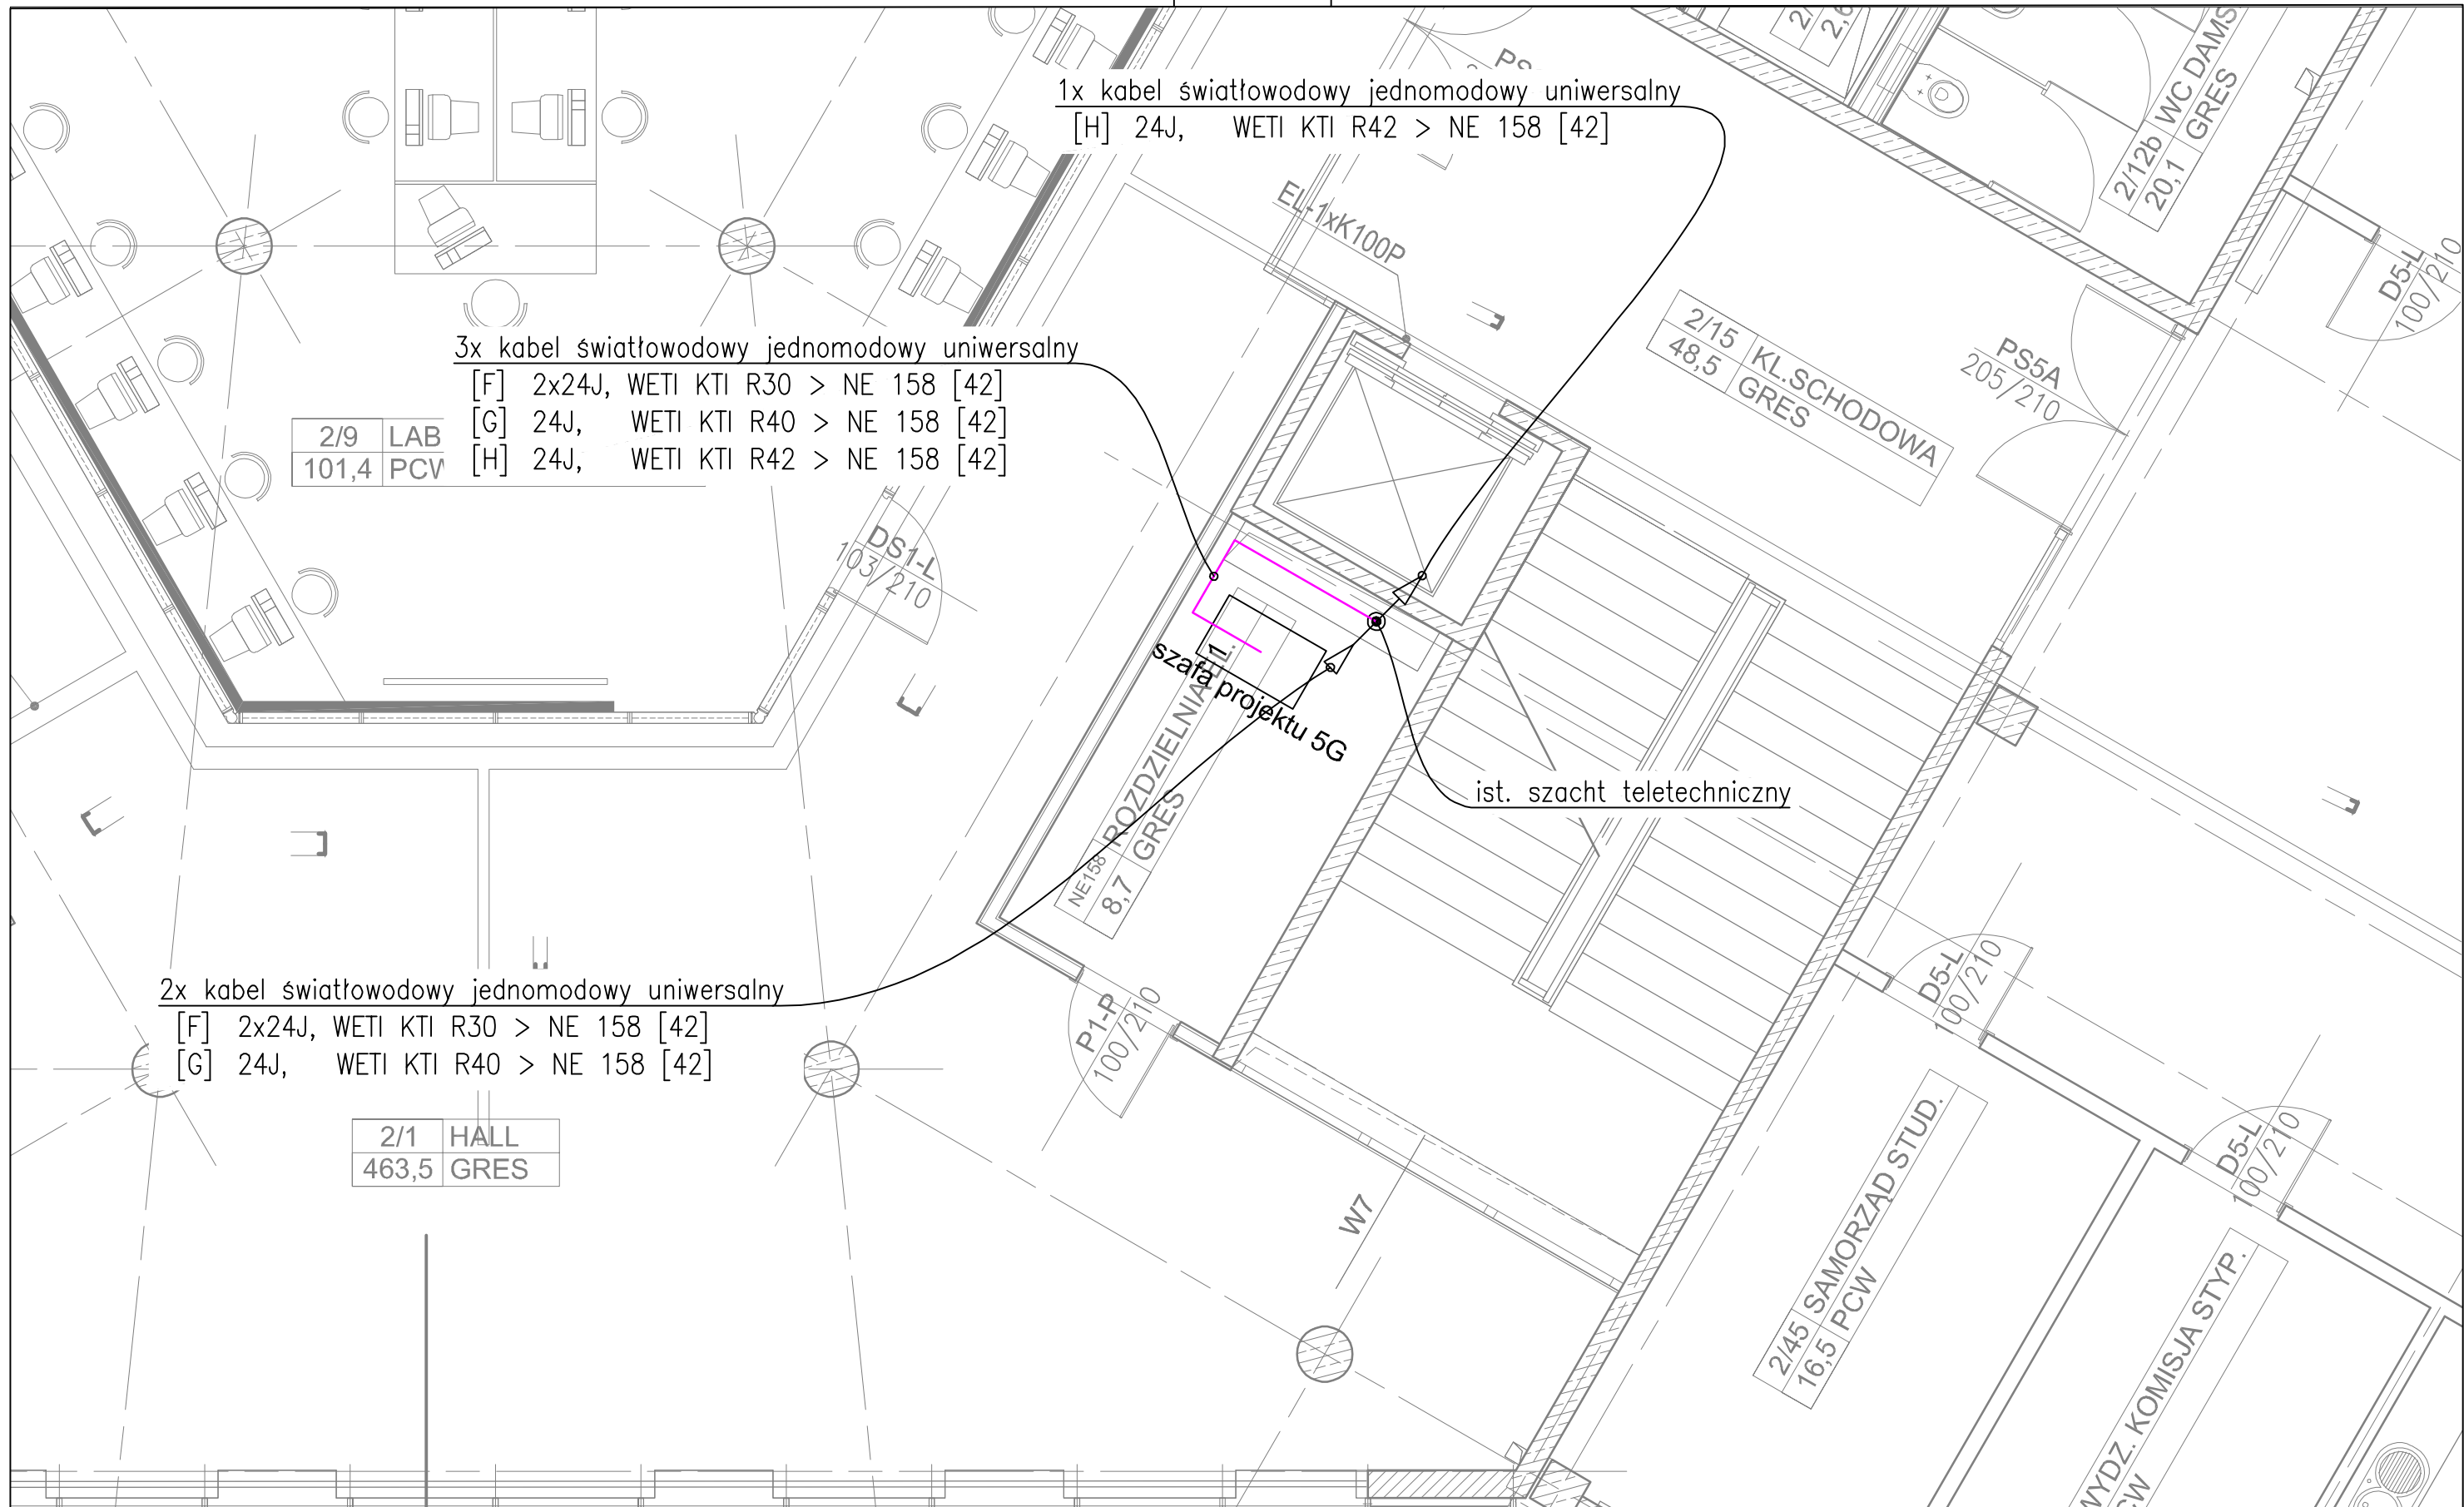 1x kabel światłowodowy jednomodowy uniwersalny
[H] 24J, WETI KTI R42 > NE 158 [42]
2/12b WC DAMS
20,1 GRES
EL-1xK100P
D5-L
100/210
3x kabel światłowodowy jednomodowy uniwersalny
[F] 2x24J, WETI KTI R30 > NE 158 [42]
[G] 24J, WETI KTI R40 > NE 158 [42]
[H] 24J, WETI KTI R42 > NE 158 [42]
2/9 LAB
101,4 PCW
2/15 KL.SCHODOWA
48,5 GRES
PS5A
205/210
DS1-L
103/210
1
szafa projektu 5G
NE158 ROZDZIELNIA EL.
8,7 GRES
ist. szacht teletechniczny
2x kabel światłowodowy jednomodowy uniwersalny
[F] 2x24J, WETI KTI R30 > NE 158 [42]
[G] 24J, WETI KTI R40 > NE 158 [42]
P1-P
100/210
D5-L
100/210
2/1 HALL
463,5 GRES
W7
D5-L
100/210
2/45 SAMORZĄD STUD.
16,5 PCW
WYDZ. KOMISJA STYP.